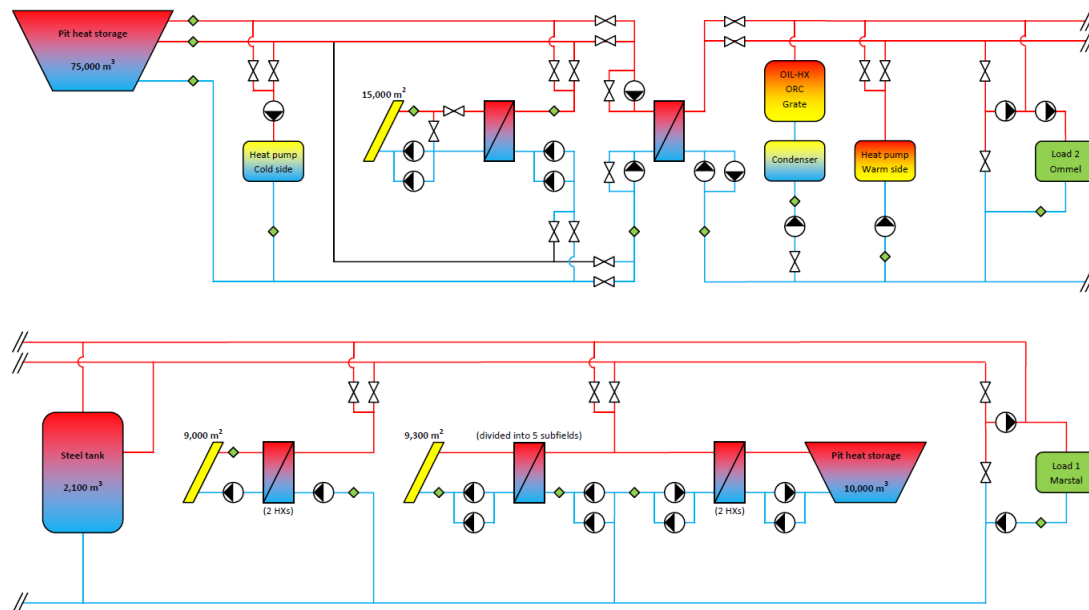 Pit heat storage
75,000 m³
Heat pump
Cold side
15,000 m²
OIL-HX
ORC
Grate
Condenser
Heat pump
Warm side
Load 2
Ommel
Steel tank
2,100 m³
9,000 m²
(2 HXs)
9,300 m²
(divided into 5 subfields)
(2 HXs)
Pit heat storage
10,000 m³
Load 1
Marstal